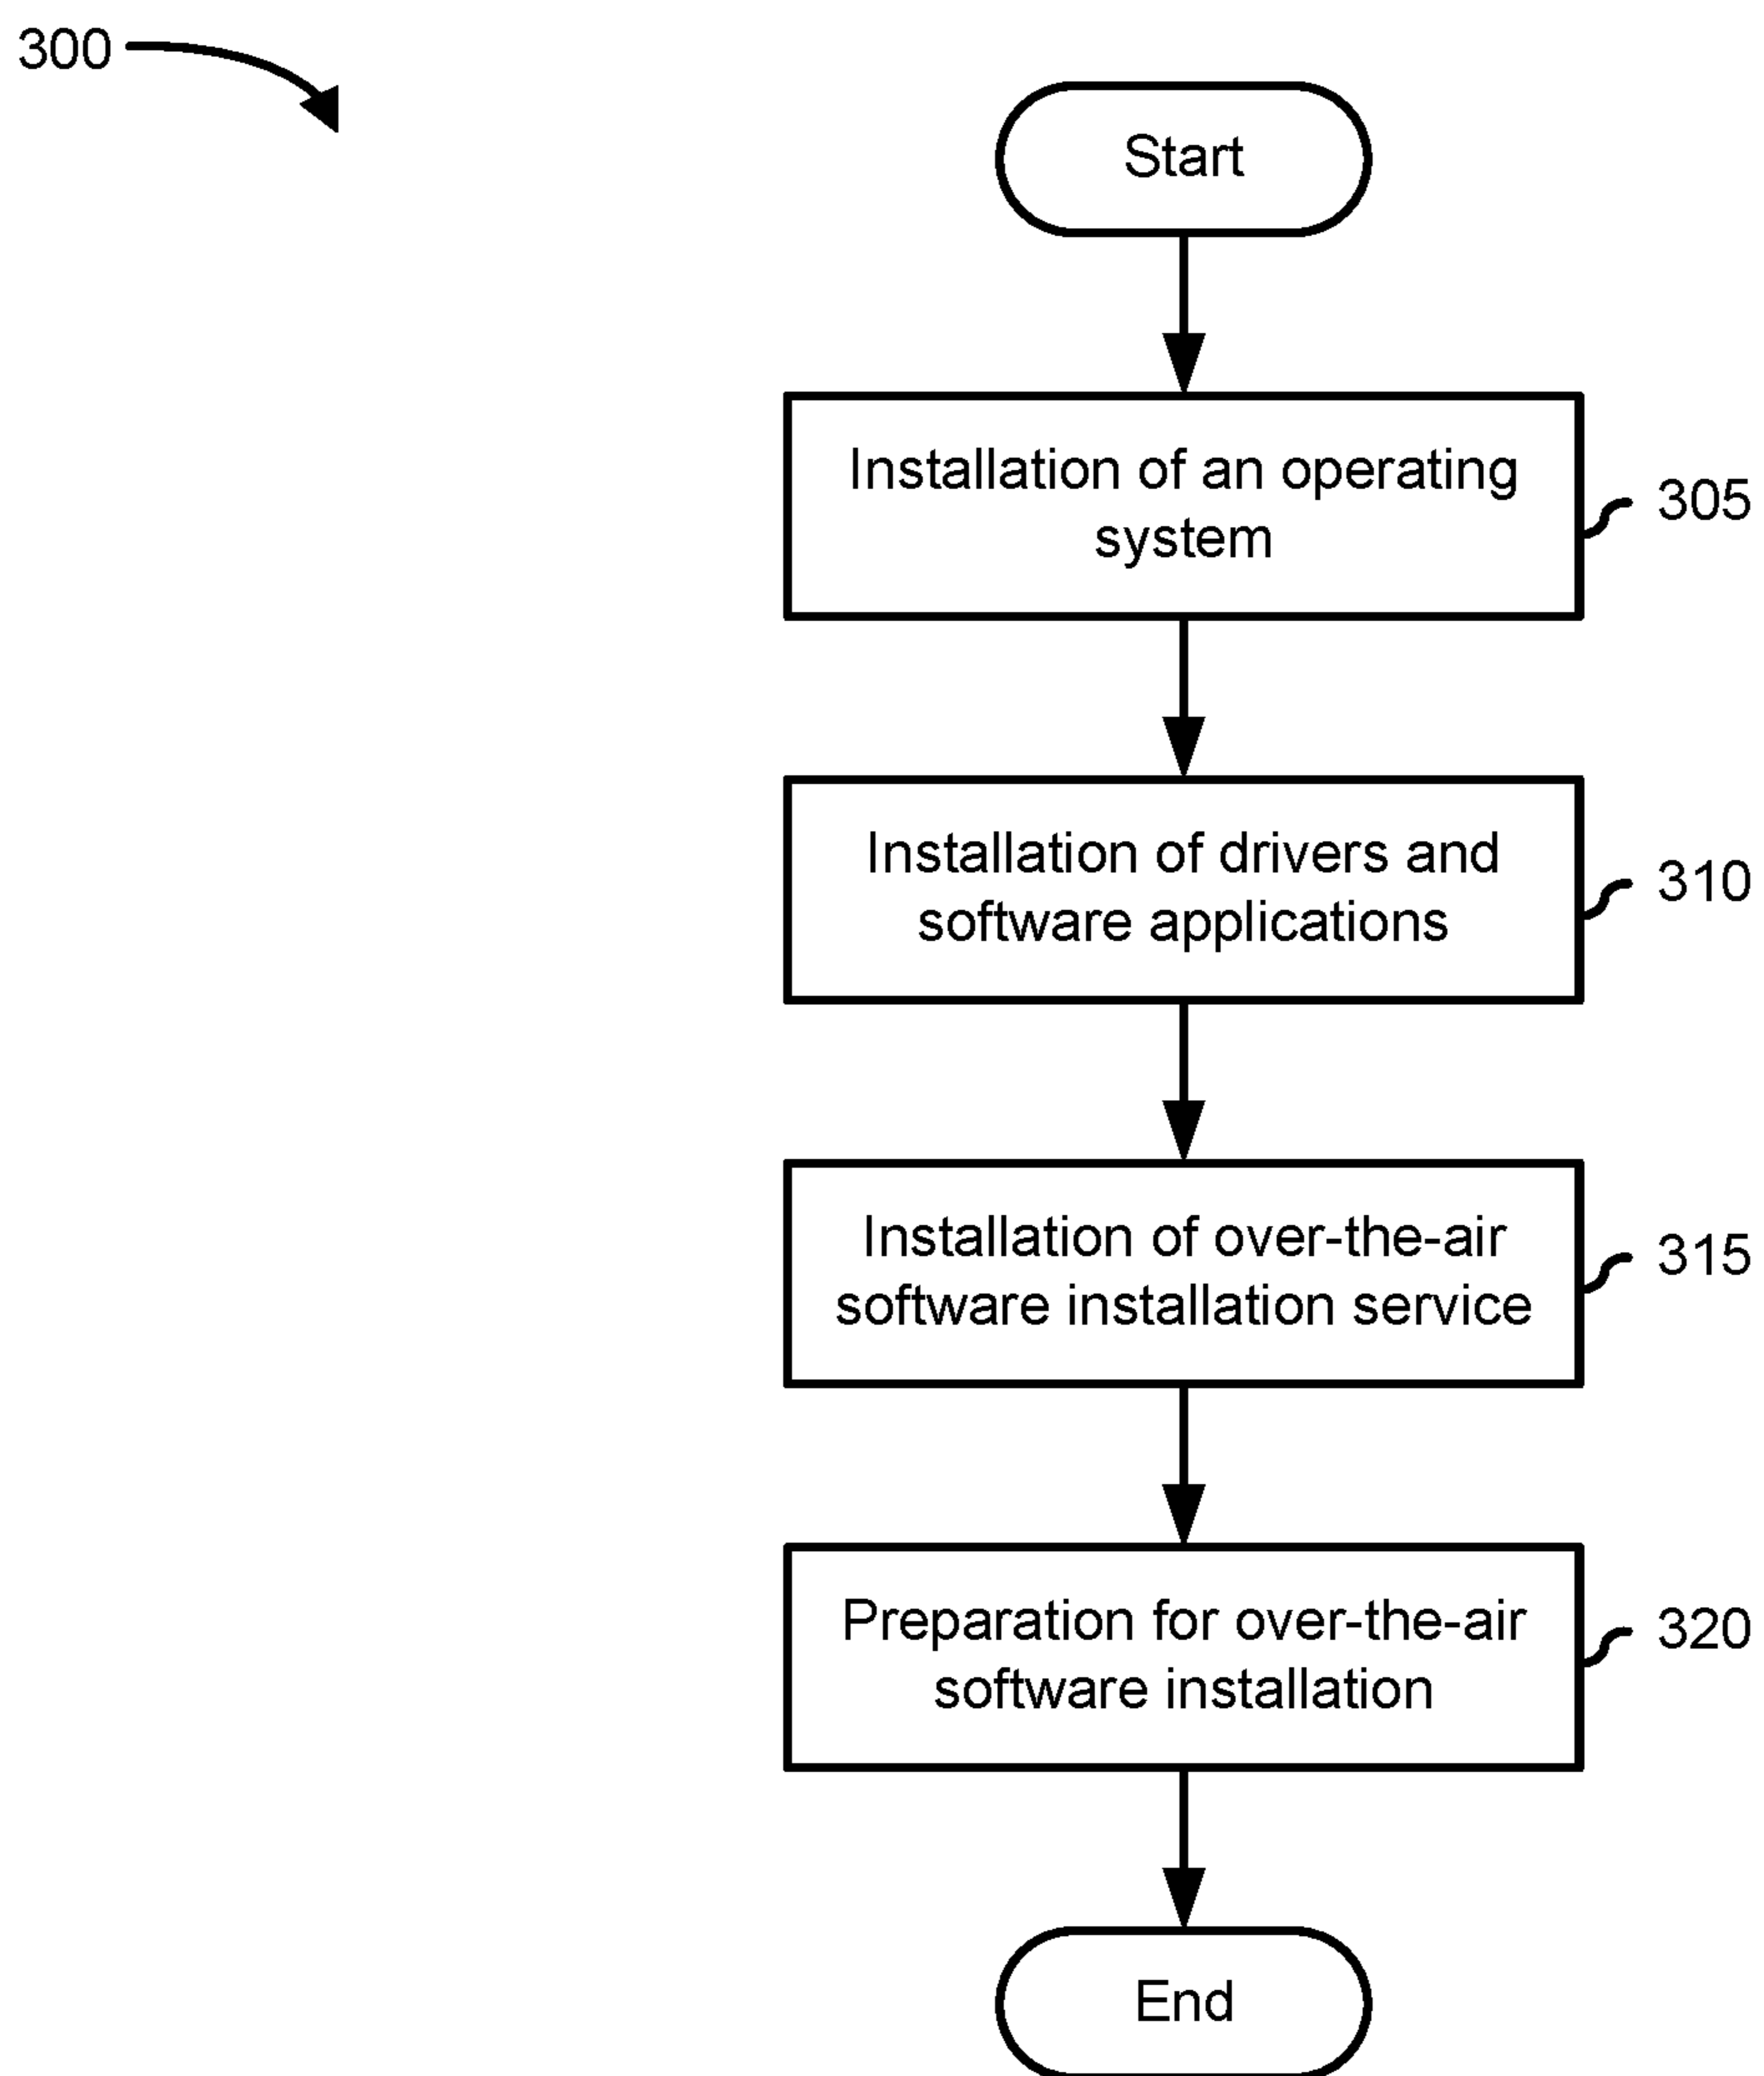 300
Start
Installation of an operating
system
305
Installation of drivers and
software applications
310
Installation of over-the-air
software installation service
315
Preparation for over-the-air
software installation
320
End